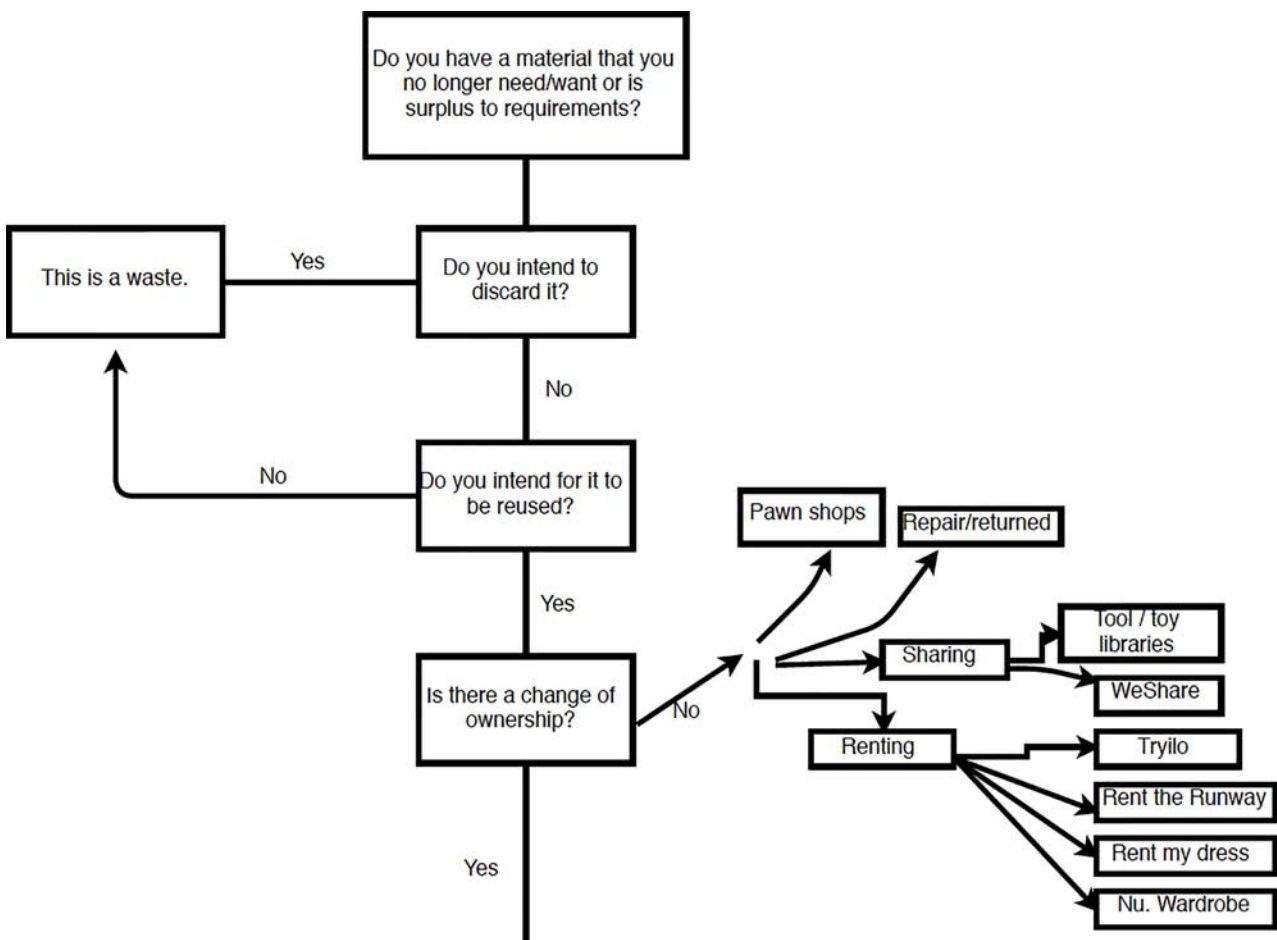 Do you have a material that you
no longer need/want or is
surplus to requirements?
This is a waste.
Yes
Do you intend to
discard it?
No
No
Do you intend for it to
be reused?
Yes
Pawn shops
Repair/returned
Is there a change of
ownership?
No
Sharing
Tool / toy
libraries
WeShare
Renting
Tryilo
Rent the Runway
Rent my dress
Nu. Wardrobe
Yes